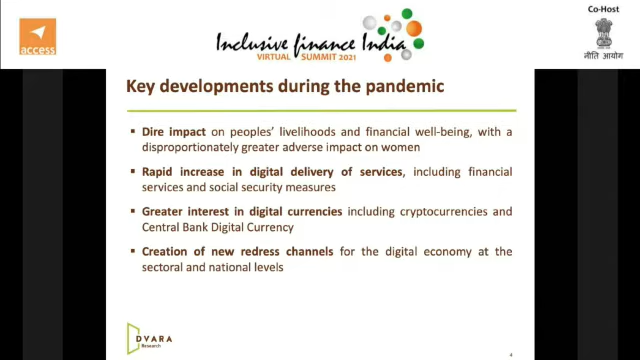 access
Inclusive finance India
VIRTUAL SUMMIT 2021
Co-Host
नीति आयोग
Key developments during the pandemic
▪ Dire impact on peoples' livelihoods and financial well-being, with a
disproportionately greater adverse impact on women
▪ Rapid increase in digital delivery of services, including financial
services and social security measures
▪ Greater interest in digital currencies including cryptocurrencies and
Central Bank Digital Currency
▪ Creation of new redress channels for the digital economy at the
sectoral and national levels
DVARA
Research
4